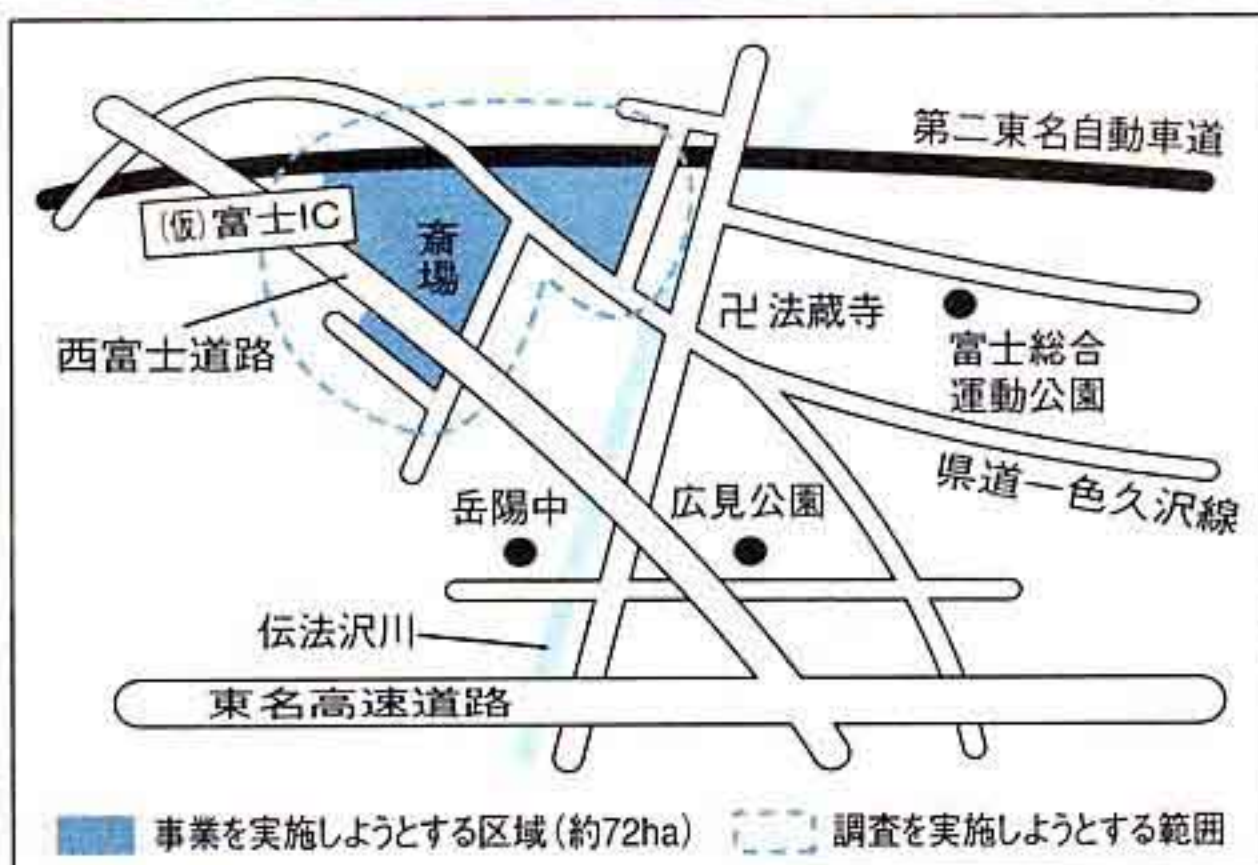 第二東名自動車道
(仮)富士IC
斎場
西富士道路
卍法蔵寺
富士総合
運動公園
県道一色久沢線
岳陽中
広見公園
伝法沢川
東名高速道路
事業を実施しようとする区域(約72ha)
調査を実施しようとする範囲